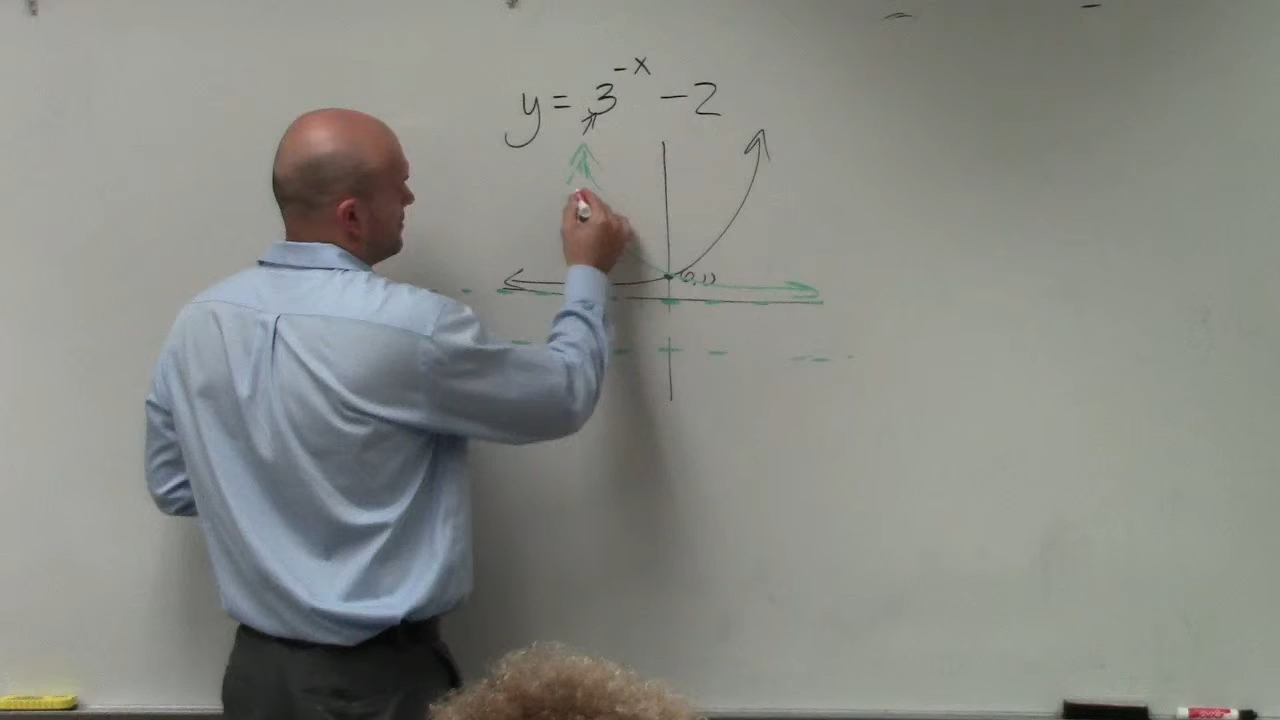 y = 3^{-x} - 2
(0,1)